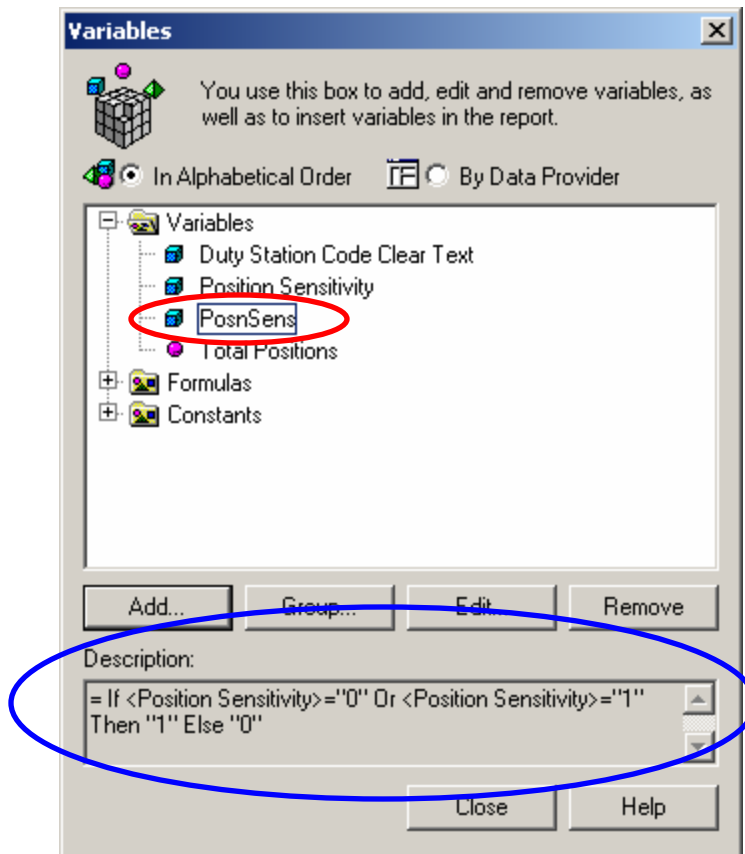 Variables
You use this box to add, edit and remove variables, as
well as to insert variables in the report.
In Alphabetical Order By Data Provider
Variables
Duty Station Code Clear Text
Position Sensitivity
PosnSens
Total Positions
Formulas
Constants
Add... Group... Edit... Remove
Description:
= If <Position Sensitivity>="0" Or <Position Sensitivity>="1"
Then "1" Else "0"
Close Help